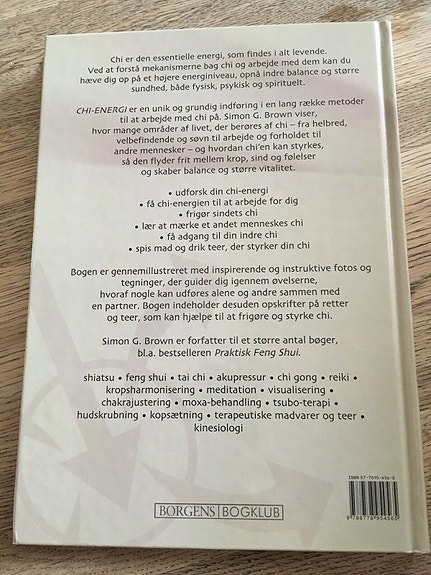 Chi er den essentielle energi, som findes i alt levende.
Ved at forstå mekanismerne bag chi og arbejde med dem kan du
hæve dig op på et højere energiniveau, opnå indre balance og større
sundhed, både fysisk, psykisk og spirituelt.
CHI-ENERGI er en unik og grundig indføring i en lang række metoder
til at arbejde med chi på. Simon G. Brown viser,
hvor mange områder af livet, der berøres af chi – fra helbred,
velbefindende og søvn til arbejde og forholdet til
andre mennesker – og hvordan chi'en kan styrkes,
så den flyder frit mellem krop, sind og følelser
og skaber balance og større vitalitet.
• udforsk din chi-energi
• få chi-energien til at arbejde for dig
• frigør sindets chi
• lær at mærke et andet menneskes chi
• få adgang til din indre chi
• spis mad og drik teer, der styrker din chi
Bogen er gennemillustreret med inspirerende og instruktive fotos og
tegninger, der guider dig igennem øvelserne,
hvoraf nogle kan udføres alene og andre sammen med
en partner. Bogen indeholder desuden opskrifter på retter
og teer, som kan hjælpe til at frigøre og styrke chi.
Simon G. Brown er forfatter til et større antal bøger,
bl.a. bestselleren Praktisk Feng Shui.
shiatsu • feng shui • tai chi • akupressur • chi gong • reiki •
kropsharmonisering • meditation • visualisering •
chakrajustering • moxa-behandling • tsubo-terapi •
hudskrubning • kopsætning • terapeutiske madvarer og teer •
kinesiologi
BORGENS BOGKLUB